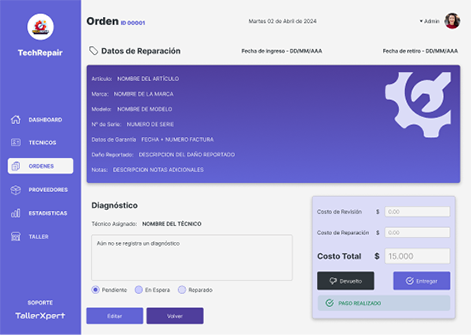 TechRepair
DASHBOARD
TECNICOS
ORDENES
PROVEEDORES
ESTADISTICAS
TALLER
SOPORTE
TallerXpert
Orden ID 00001
Martes 02 de Abril de 2024
Admin
Datos de Reparación
Fecha de ingreso - DD/MM/AAA
Fecha de retiro - DD/MM/AAA
Artículo: NOMBRE DEL ARTÍCULO
Marca: NOMBRE DE LA MARCA
Modelo: NOMBRE DE MODELO
N° de Serie: NUMERO DE SERIE
Datos de Garantía FECHA + NUMERO FACTURA
Daño Reportado: DESCRIPCION DEL DAÑO REPORTADO
Notas: DESCRIPCION NOTAS ADICIONALES
Diagnóstico
Técnico Asignado: NOMBRE DEL TÉCNICO
Aún no se registra un diagnóstico
Pendiente
En Espera
Reparado
Editar
Volver
Costo de Revisión $ 0.00
Costo de Reparación $ 0.00
Costo Total $ 15.000
Devuelto
Entregar
PAGO REALIZADO